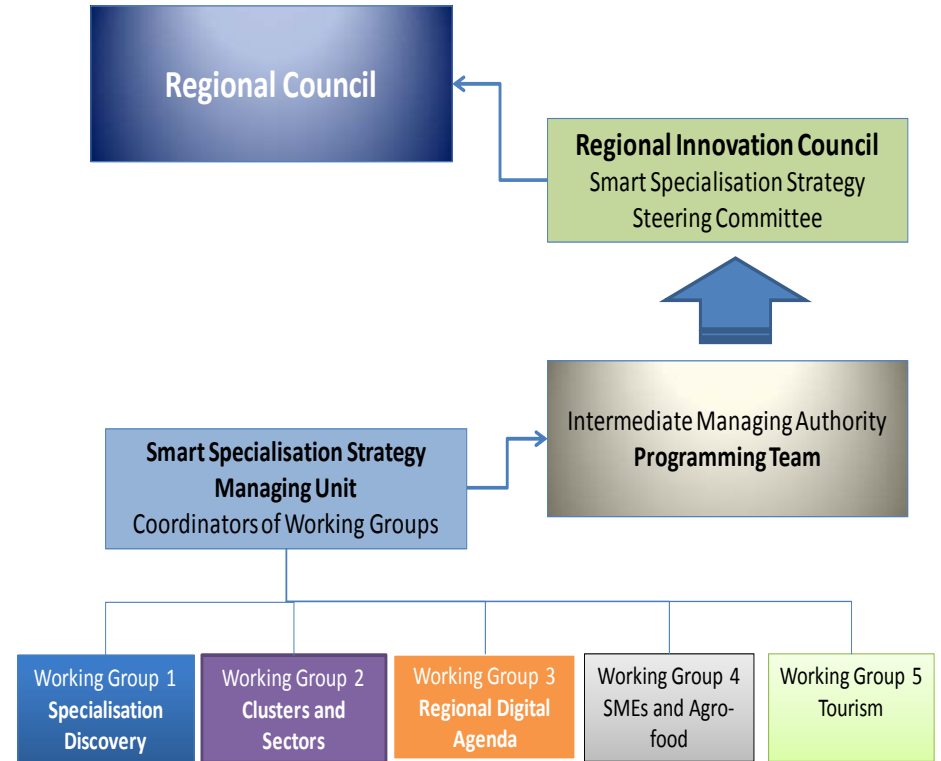 Regional Council
Regional Innovation Council
Smart Specialisation Strategy
Steering Committee
Intermediate Managing Authority
Programming Team
Smart Specialisation Strategy
Managing Unit
Coordinators of Working Groups
Working Group 1
Specialisation
Discovery
Working Group 2
Clusters and
Sectors
Working Group 3
Regional Digital
Agenda
Working Group 4
SMEs and Agro-
food
Working Group 5
Tourism